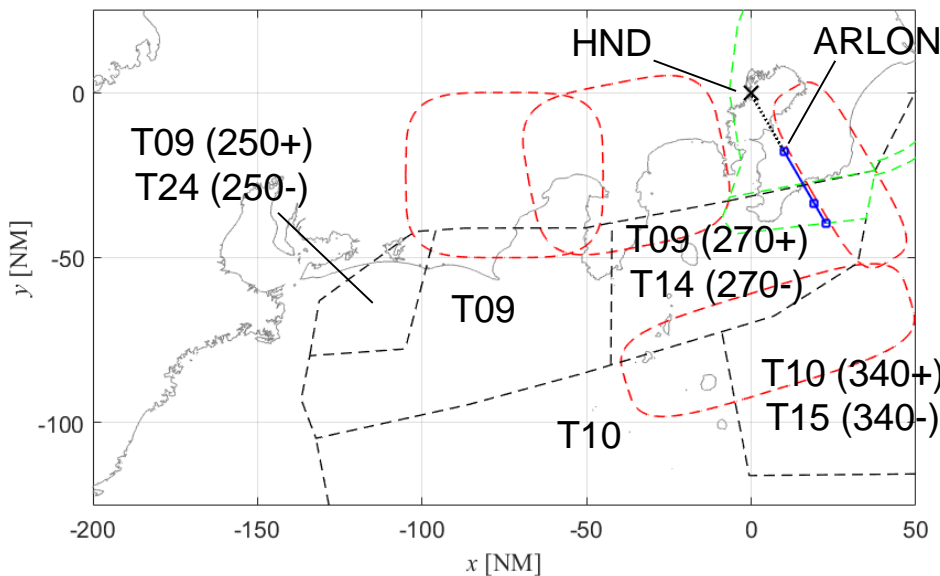 HND
ARLON
0
T09 (250+)
T24 (250-)
T09 (270+)
T14 (270-)
-50
T09
T10 (340+)
T15 (340-)
T10
-100
y [NM]
-200
-150
-100
-50
0
50
x [NM]